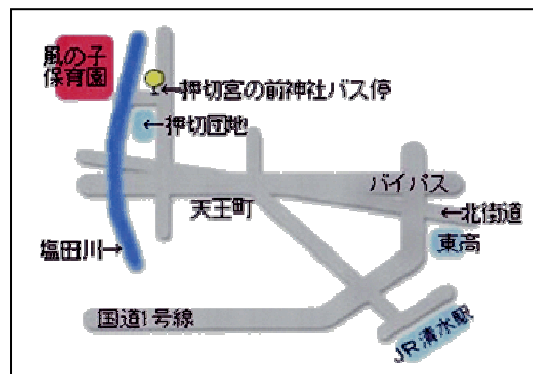 風の子
保育園
←押切宮の前神社バス停
←押切団地
バイパス
天王町
←北街道
塩田川→
東高
国道1号線
JR清水駅